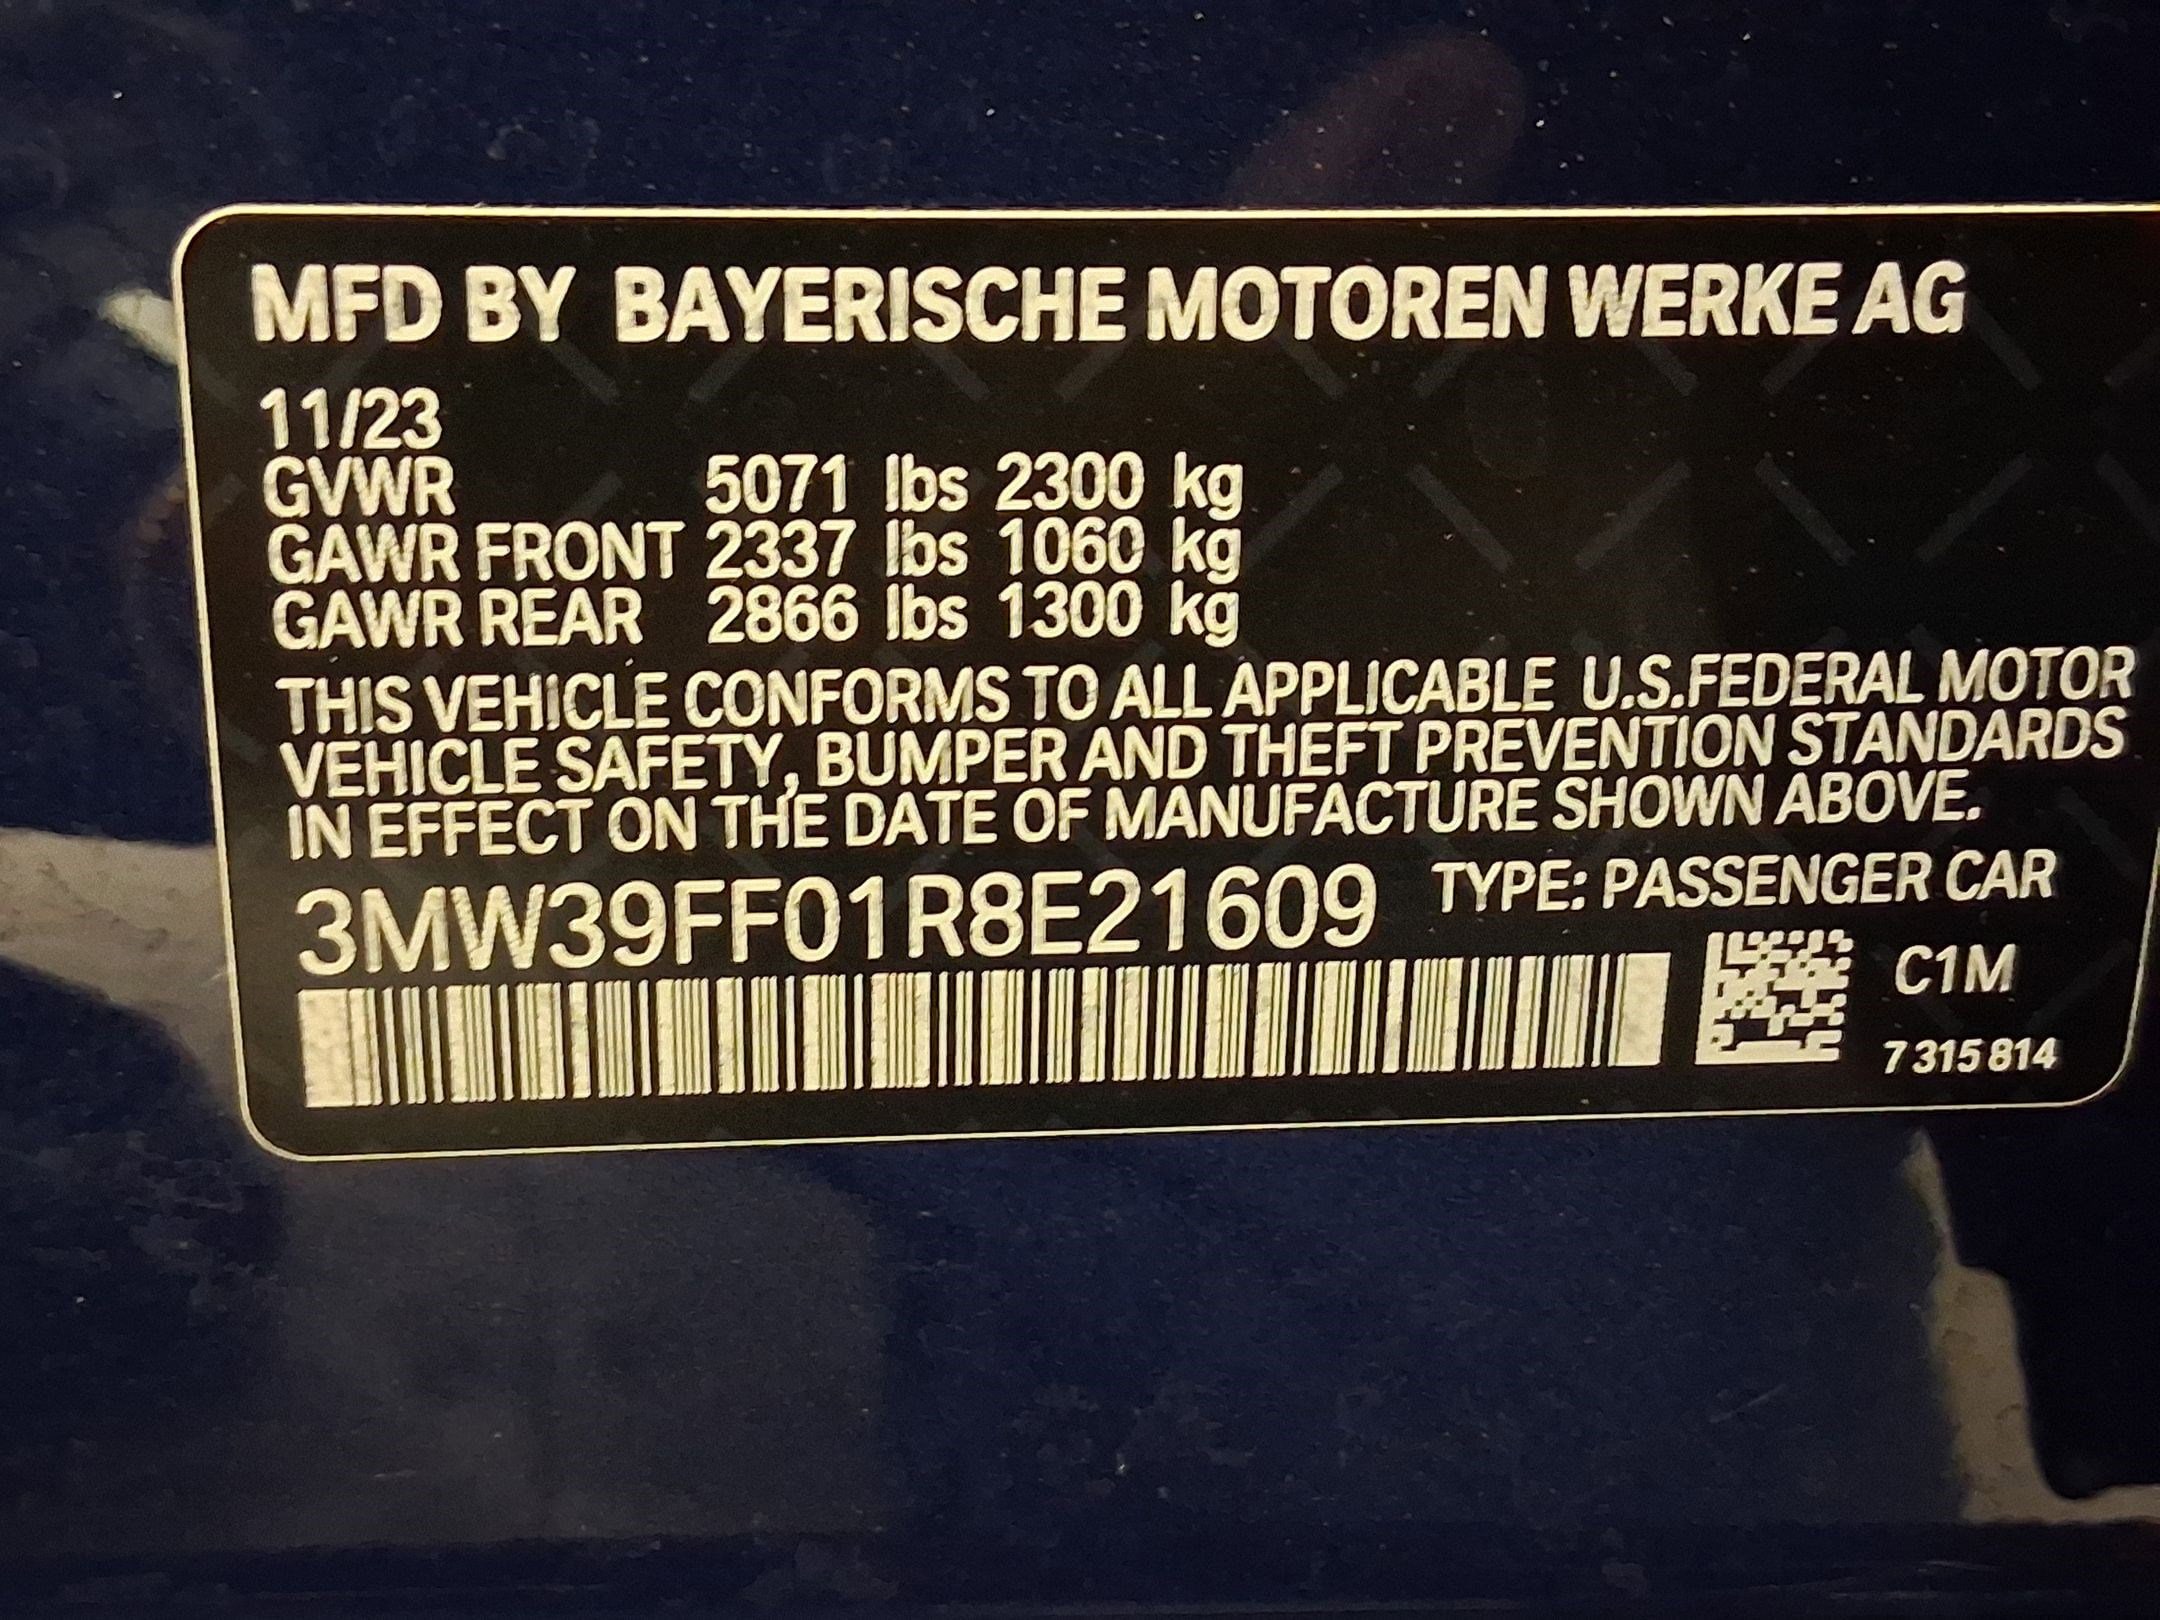 MFD BY BAYERISCHE MOTOREN WERKE AG
11/23
GVWR 5071 lbs 2300 kg
GAWR FRONT 2337 lbs 1060 kg
GAWR REAR 2866 lbs 1300 kg
THIS VEHICLE CONFORMS TO ALL APPLICABLE U.S.FEDERAL MOTOR
VEHICLE SAFETY, BUMPER AND THEFT PREVENTION STANDARDS
IN EFFECT ON THE DATE OF MANUFACTURE SHOWN ABOVE.
3MW39FF01R8E21609 TYPE: PASSENGER CAR
C1M
7 315 814